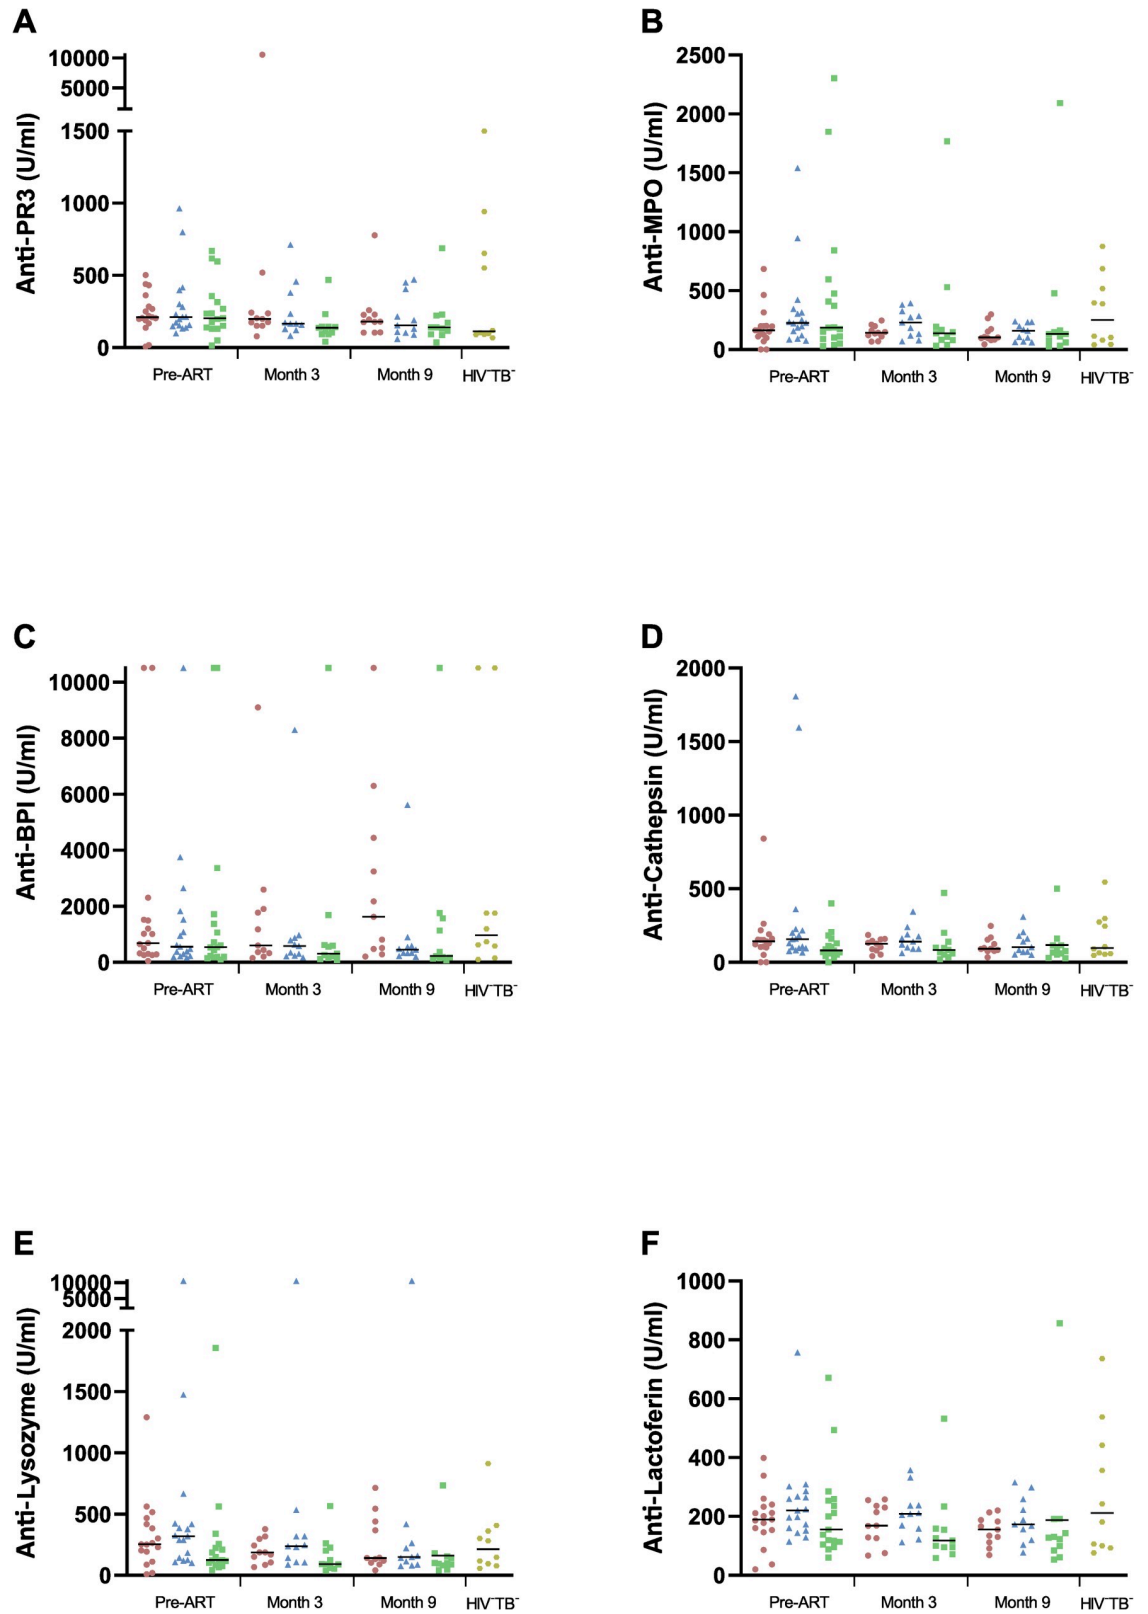 A
Anti-PR3 (U/ml)
10000
5000
1500
1000
500
0
Pre-ART Month 3 Month 9 HIV⁻TB⁻
B
Anti-MPO (U/ml)
2500
2000
1500
1000
500
0
Pre-ART Month 3 Month 9 HIV⁻TB⁻
C
Anti-BPI (U/ml)
10000
8000
6000
4000
2000
0
Pre-ART Month 3 Month 9 HIV⁻TB⁻
D
Anti-Cathepsin (U/ml)
2000
1500
1000
500
0
Pre-ART Month 3 Month 9 HIV⁻TB⁻
E
Anti-Lysozyme (U/ml)
10000
5000
2000
1500
1000
500
0
Pre-ART Month 3 Month 9 HIV⁻TB⁻
F
Anti-Lactoferin (U/ml)
1000
800
600
400
200
0
Pre-ART Month 3 Month 9 HIV⁻TB⁻